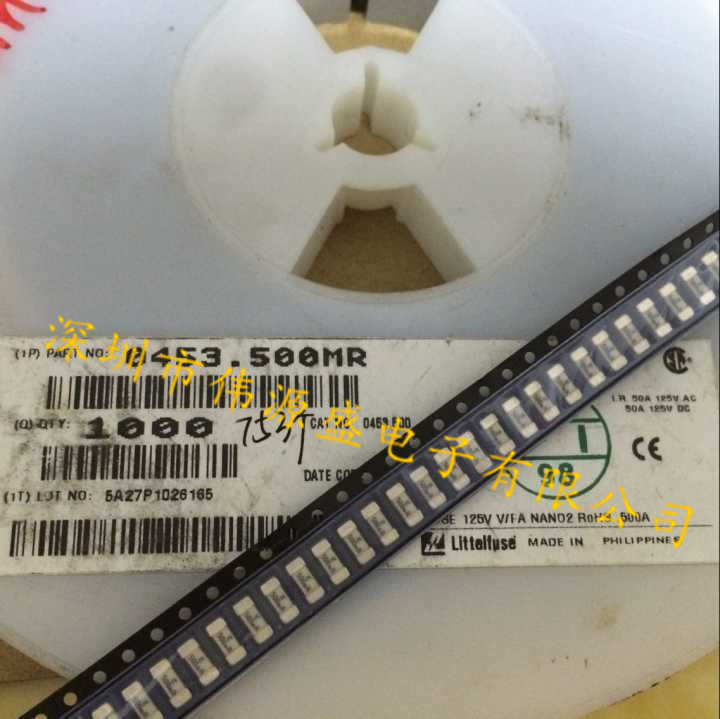 (1P) PART NO: 0453.500MR
(Q) QTY: 1000
CAT NO: 0453.500
I.R 50A 125V AC
50A 125V DC
1
98
CE
DATE
(1T) LOT NO: 5A27P1026165
125V V/FA NANO2 RoHS .500A
Littelfuse MADE IN PHILIPPINES
深圳市伟源盛电子有限公司